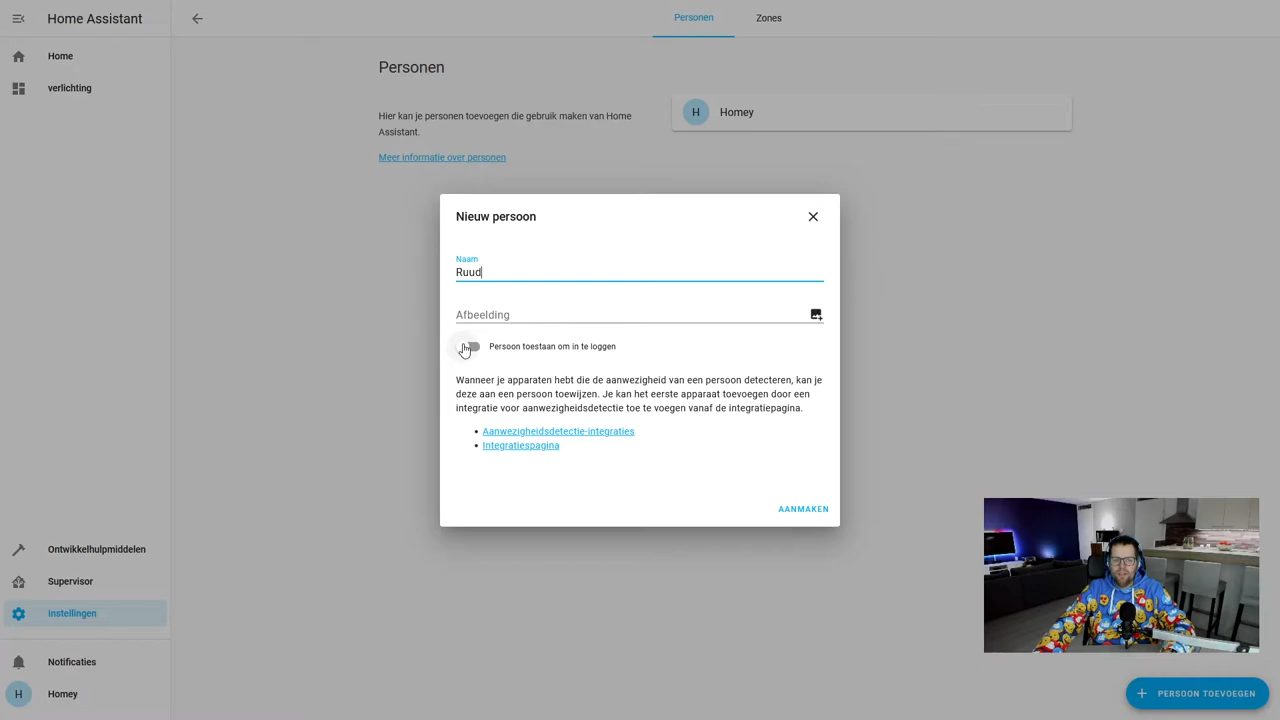 Home Assistant
Personen
Zones
Home
verlichting
Personen
Hier kan je personen toevoegen die gebruik maken van Home
Assistant.
Meer informatie over personen
H
Homey
Nieuw persoon
Naam
Ruud
Afbeelding
Persoon toestaan om in te loggen
Wanneer je apparaten hebt die de aanwezigheid van een persoon detecteren, kan je
deze aan een persoon toewijzen. Je kan het eerste apparaat toevoegen door een
integratie voor aanwezigheidsdetectie toe te voegen vanaf de integratiepagina.
• Aanwezigheidsdetectie-integraties
• Integratiespagina
AANMAKEN
Ontwikkelhulpmiddelen
Supervisor
Instellingen
Notificaties
H
Homey
PERSOON TOEVOEGEN